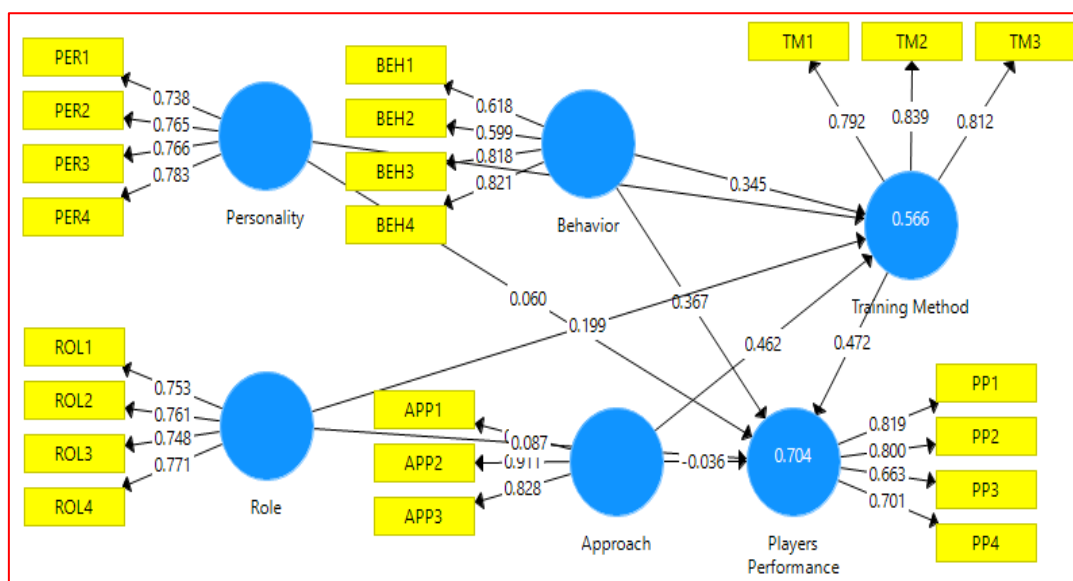 PER1
PER2
PER3
PER4
0.738
0.765
0.766
0.783
Personality
BEH1
BEH2
BEH3
BEH4
0.618
0.599
0.818
0.821
Behavior
TM1
TM2
TM3
0.792
0.839
0.812
0.566
Training Method
0.345
0.060
0.367
0.199
0.462
0.472
ROL1
ROL2
ROL3
ROL4
0.753
0.761
0.748
0.771
Role
APP1
APP2
APP3
0.087
0.911
0.828
Approach
-0.036
0.704
Players
Performance
0.819
0.800
0.663
0.701
PP1
PP2
PP3
PP4